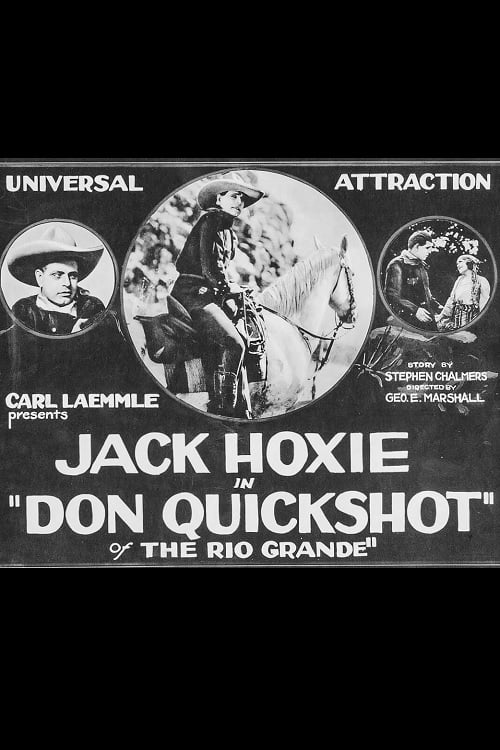 UNIVERSAL ATTRACTION
CARL LAEMMLE
presents
STORY BY
STEPHEN CHALMERS
DIRECTED BY
GEO. E. MARSHALL
JACK HOXIE
IN
"DON QUICKSHOT"
of THE RIO GRANDE"